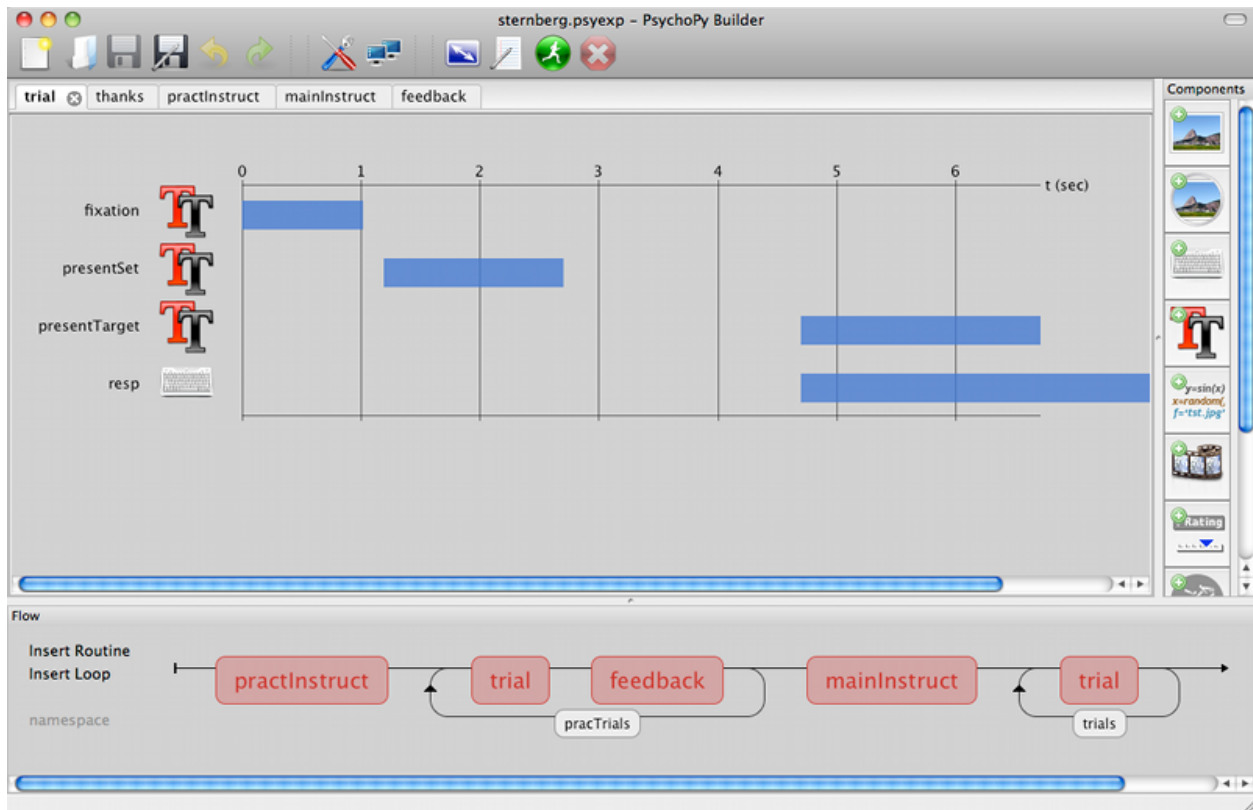 sternberg.psyexp – PsychoPy Builder
trial thanks practInstruct mainInstruct feedback
Components
0 1 2 3 4 5 6
t (sec)
fixation
presentSet
presentTarget
resp
y=sin(x)
x=random(,
f='tst.jpg'
Rating
Flow
Insert Routine
Insert Loop
namespace
practInstruct trial feedback mainInstruct trial
pracTrials trials